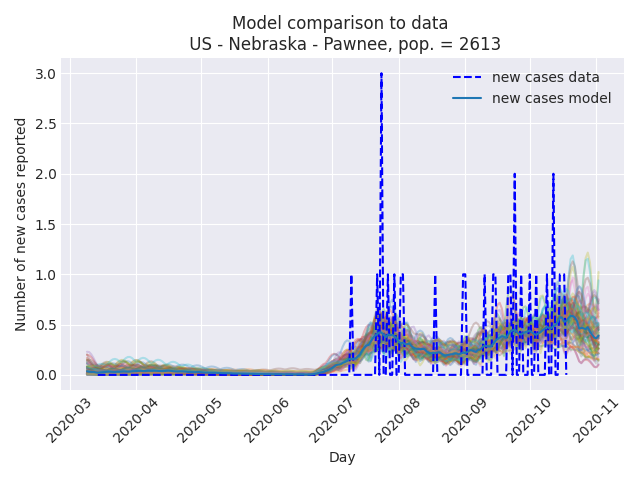 Model comparison to data
US - Nebraska - Pawnee, pop. = 2613
new cases data
new cases model
Number of new cases reported
3.0
2.5
2.0
1.5
1.0
0.5
0.0
2020-03
2020-04
2020-05
2020-06
2020-07
2020-08
2020-09
2020-10
2020-11
Day